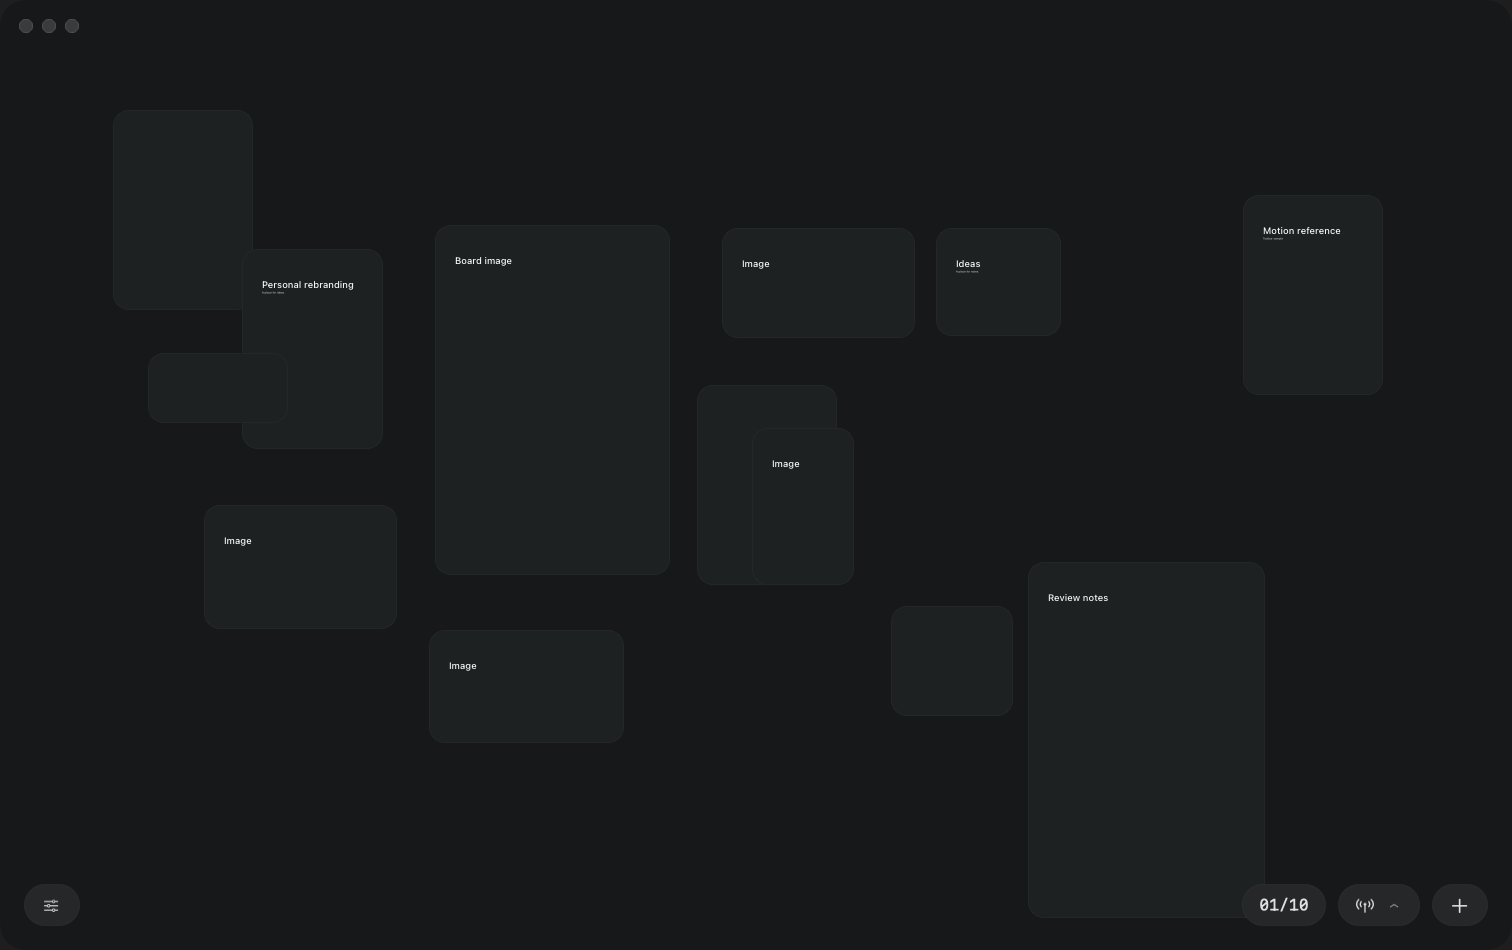 Motion reference
Personal rebranding
Board image
Image
Ideas
Image
Image
Review notes
Image
01/10